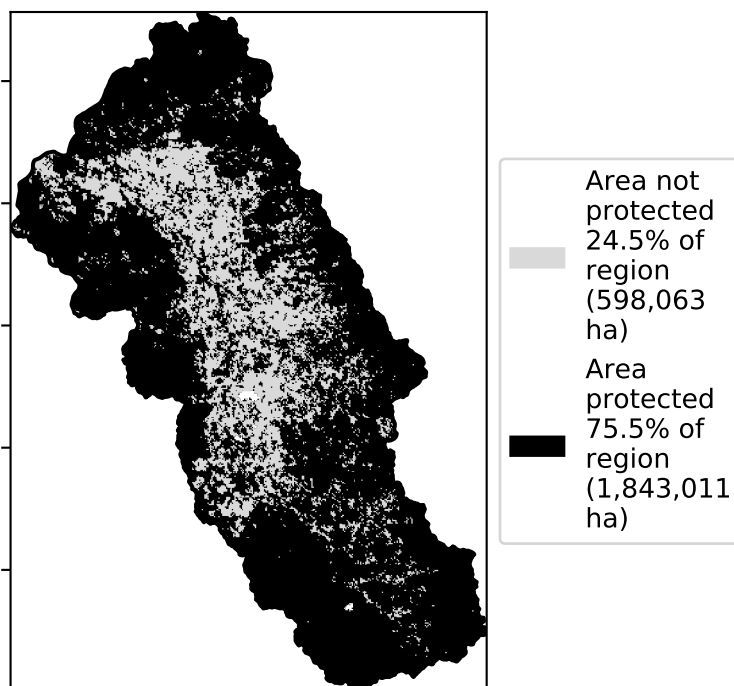 Area not
protected
24.5% of
region
(598,063
ha)
Area
protected
75.5% of
region
(1,843,011
ha)